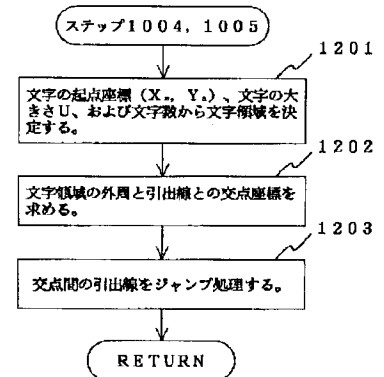 ステップ1004, 1005
1201
文字の起点座標 (Xₐ, Yₐ)、文字の大
きさU、および文字数から文字領域を決
定する。
1202
文字領域の外周と引出線との交点座標を
求める。
1203
交点間の引出線をジャンプ処理する。
RETURN